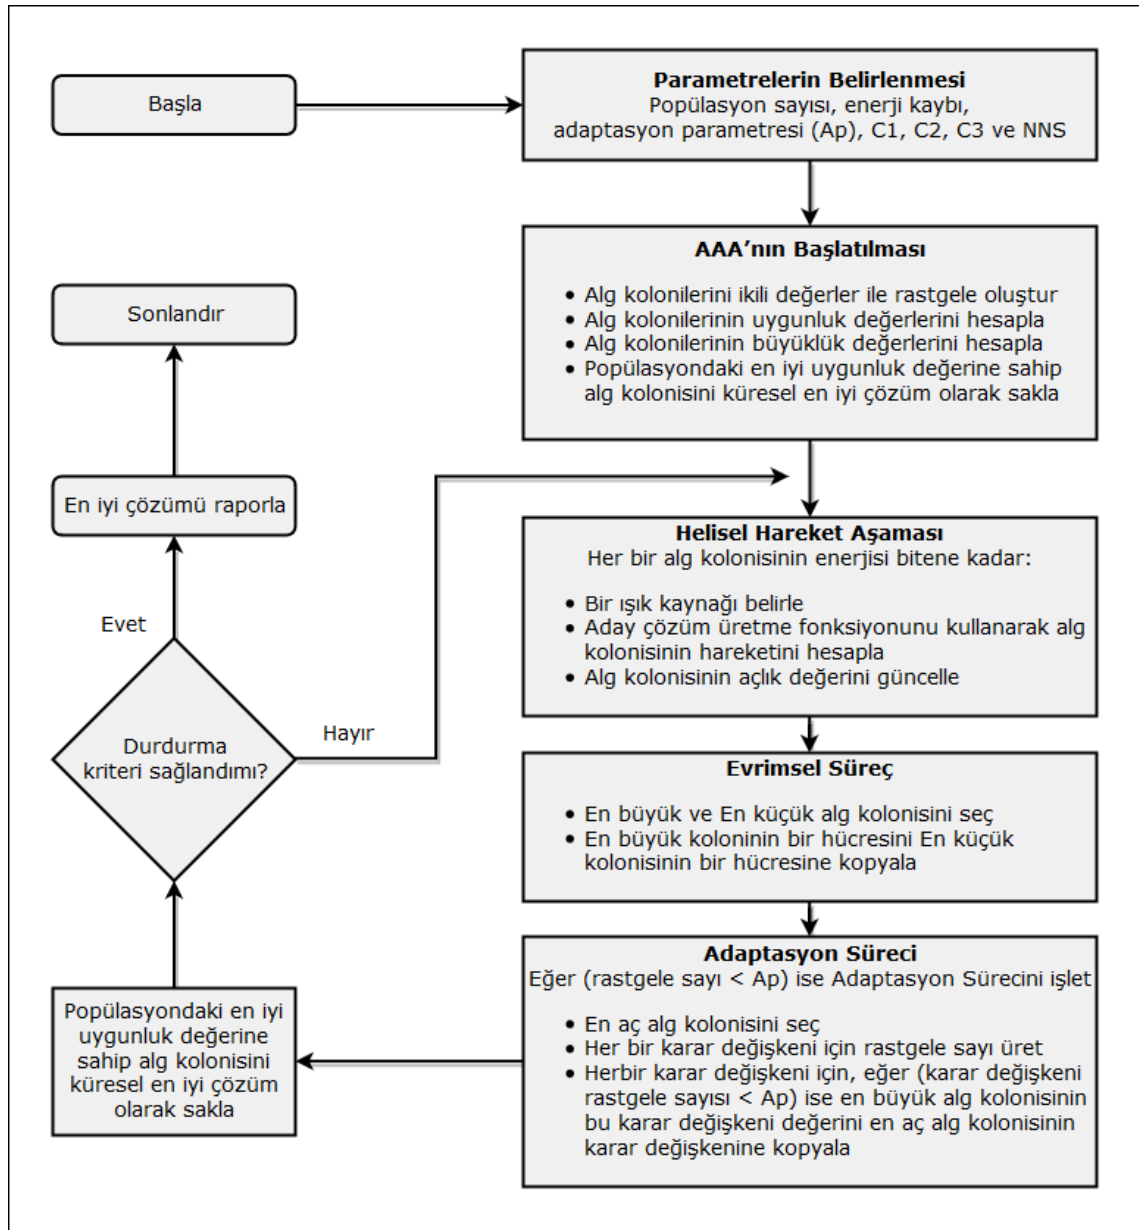 Başla
Parametrelerin Belirlenmesi
Popülasyon sayısı, enerji kaybı,
adaptasyon parametresi (Ap), C1, C2, C3 ve NNS
AAA’nın Başlatılması
• Alg kolonilerini ikili değerler ile rastgele oluştur
• Alg kolonilerinin uygunluk değerlerini hesapla
• Alg kolonilerinin büyüklük değerlerini hesapla
• Popülasyondaki en iyi uygunluk değerine sahip
alg kolonisini küresel en iyi çözüm olarak sakla
Helisel Hareket Aşaması
Her bir alg kolonisinin enerjisi bitene kadar:
• Bir ışık kaynağı belirle
• Aday çözüm üretme fonksiyonunu kullanarak alg
kolonisinin hareketini hesapla
• Alg kolonisinin açlık değerini güncelle
Evrimsel Süreç
• En büyük ve En küçük alg kolonisini seç
• En büyük koloninin bir hücresini En küçük
kolonisinin bir hücresine kopyala
Adaptasyon Süreci
Eğer (rastgele sayı < Ap) ise Adaptasyon Sürecini işlet
• En aç alg kolonisini seç
• Her bir karar değişkeni için rastgele sayı üret
• Herbir karar değişkeni için, eğer (karar değişkeni
rastgele sayısı < Ap) ise en büyük alg kolonisinin
bu karar değişkeni değerini en aç alg kolonisinin
karar değişkenine kopyala
Popülasyondaki en iyi
uygunluk değerine
sahip alg kolonisini
küresel en iyi çözüm
olarak sakla
Durdurma
kriteri sağlandımı?
Hayır
Evet
En iyi çözümü raporla
Sonlandır